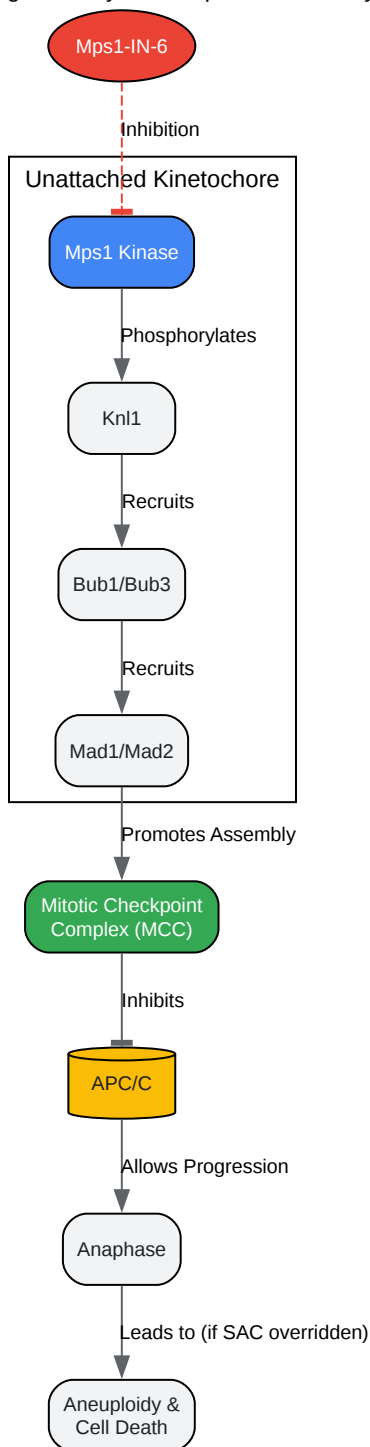 Mps1-IN-6
Inhibition
Unattached Kinetochore
Mps1 Kinase
Phosphorylates
Knl1
Recruits
Bub1/Bub3
Recruits
Mad1/Mad2
Promotes Assembly
Mitotic Checkpoint
Complex (MCC)
Inhibits
APC/C
Allows Progression
Anaphase
Leads to (if SAC overridden)
Aneuploidy &
Cell Death